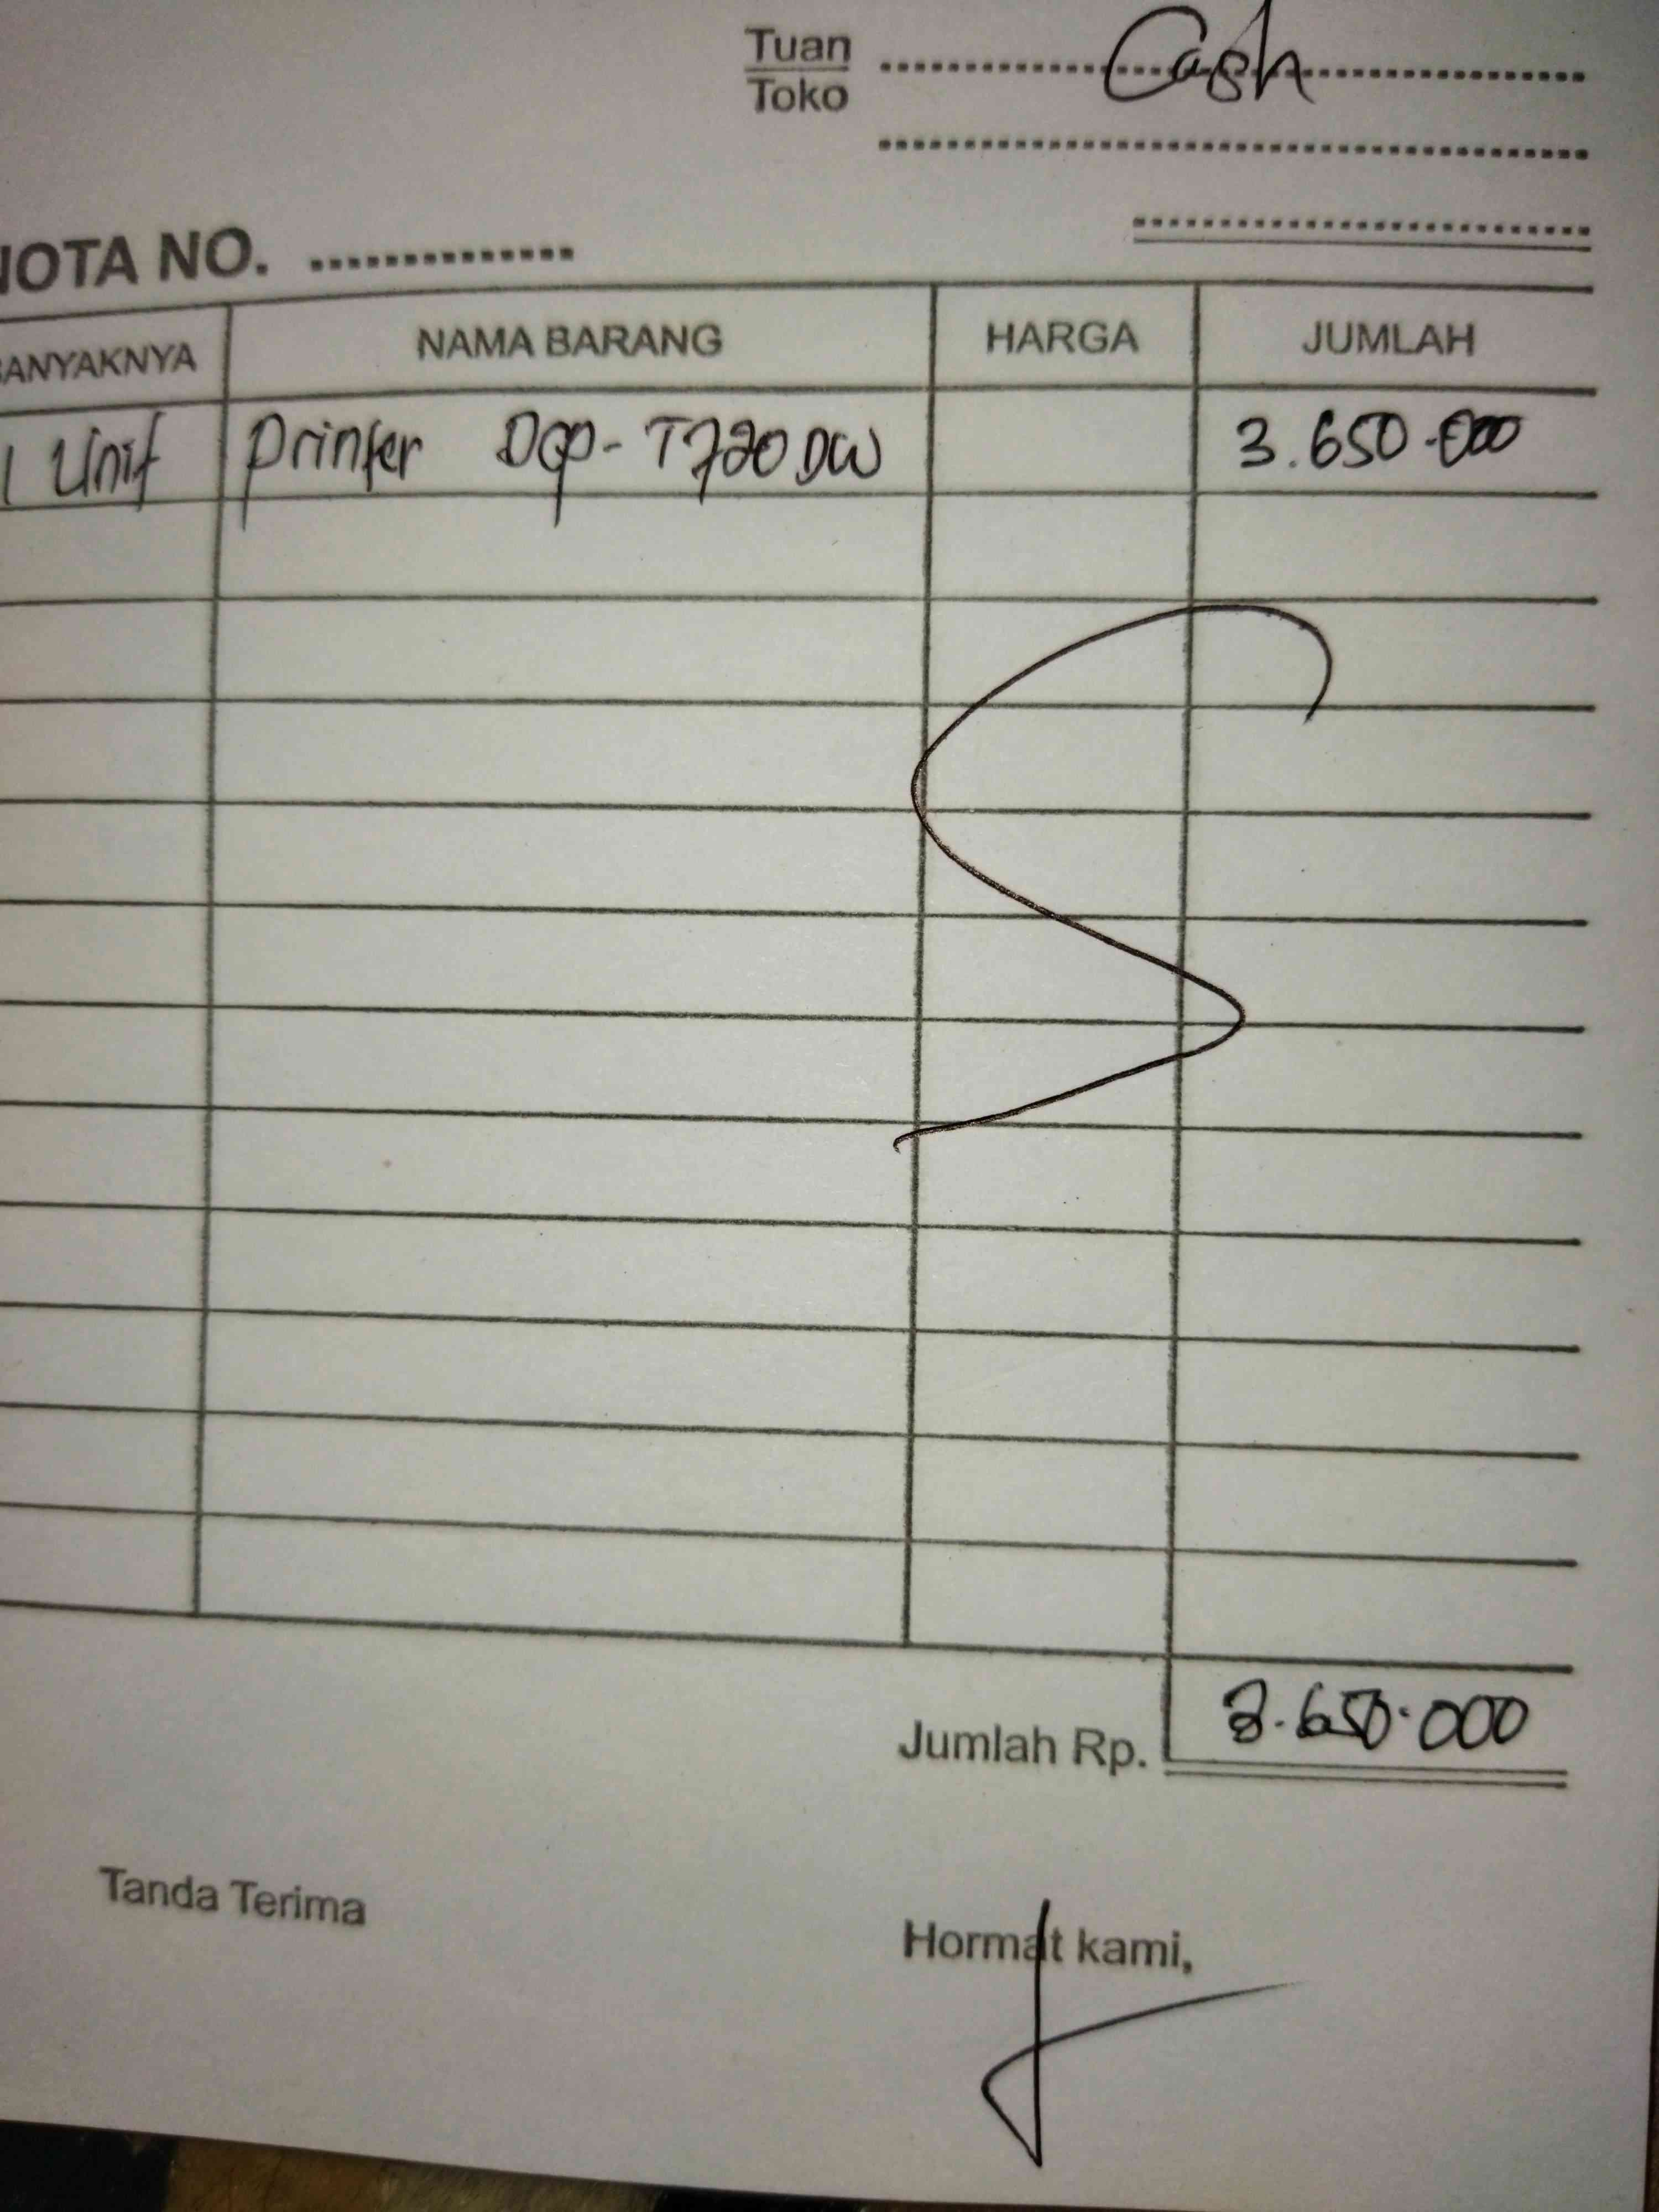 Tuan Cash
Toko
NOTA NO. ..............
BANYAKNYA NAMA BARANG HARGA JUMLAH
1 Unit Printer DCP-T720DW 3.650.000
Jumlah Rp. 3.650.000
Tanda Terima
Hormat kami,